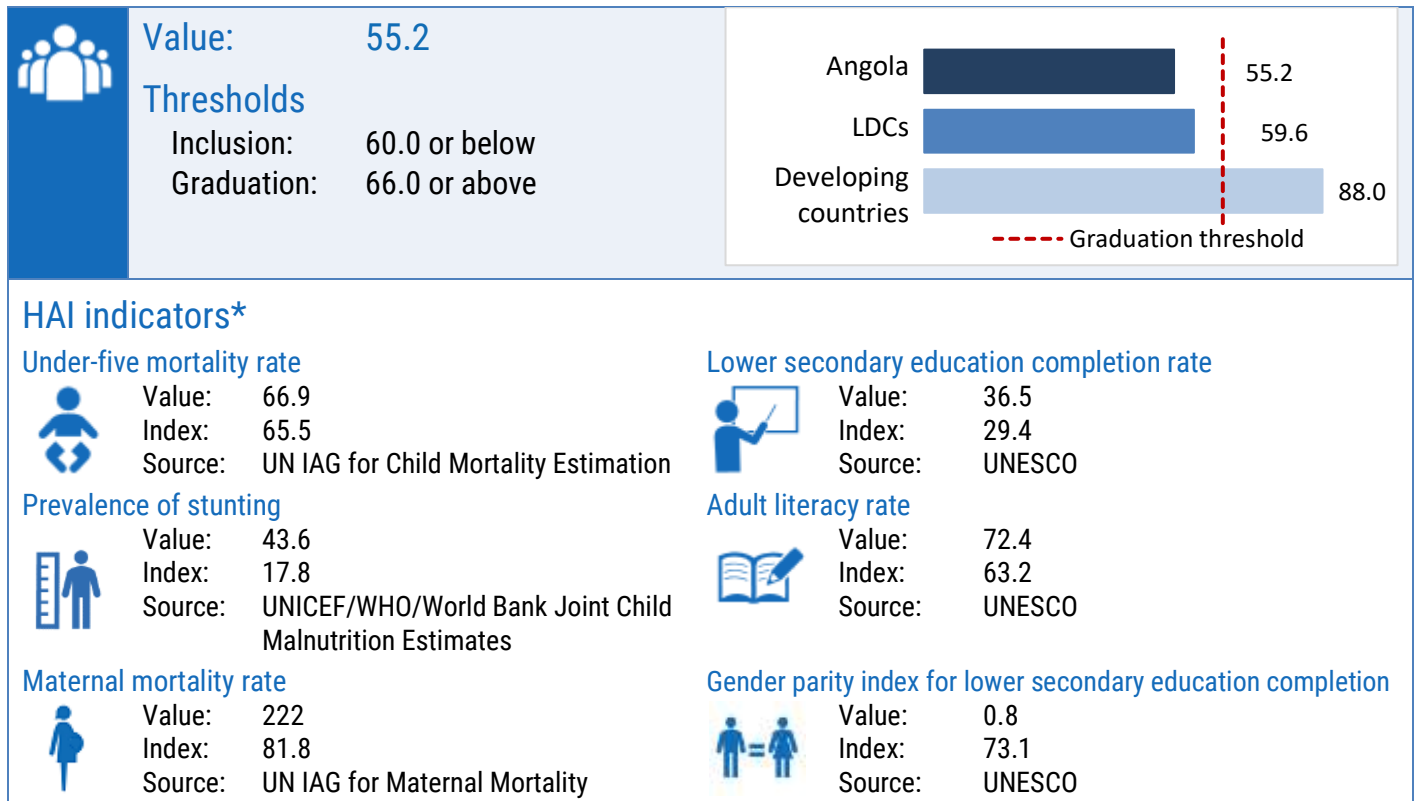 Value: 55.2
Thresholds
Inclusion: 60.0 or below
Graduation: 66.0 or above
Angola 55.2
LDCs 59.6
Developing
countries 88.0
Graduation threshold
HAI indicators*
Under-five mortality rate
Value: 66.9
Index: 65.5
Source: UN IAG for Child Mortality Estimation
Prevalence of stunting
Value: 43.6
Index: 17.8
Source: UNICEF/WHO/World Bank Joint Child
Malnutrition Estimates
Maternal mortality rate
Value: 222
Index: 81.8
Source: UN IAG for Maternal Mortality
Lower secondary education completion rate
Value: 36.5
Index: 29.4
Source: UNESCO
Adult literacy rate
Value: 72.4
Index: 63.2
Source: UNESCO
Gender parity index for lower secondary education completion
Value: 0.8
Index: 73.1
Source: UNESCO